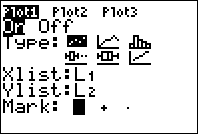 Plot1 Plot2 Plot3
On Off
Type:
Xlist:L₁
Ylist:L₂
Mark: + ·